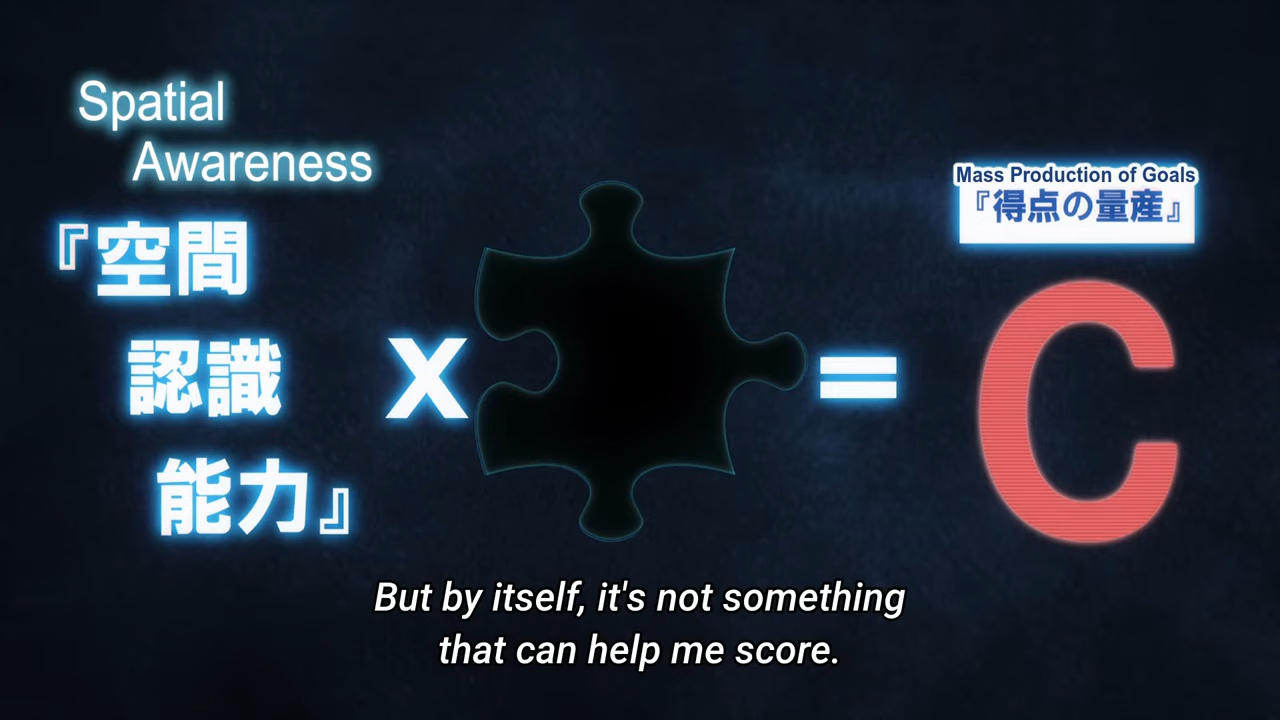 Spatial
Awareness
『空間
認識
能力』
X
=
Mass Production of Goals
『得点の量産』
C
But by itself, it's not something
that can help me score.